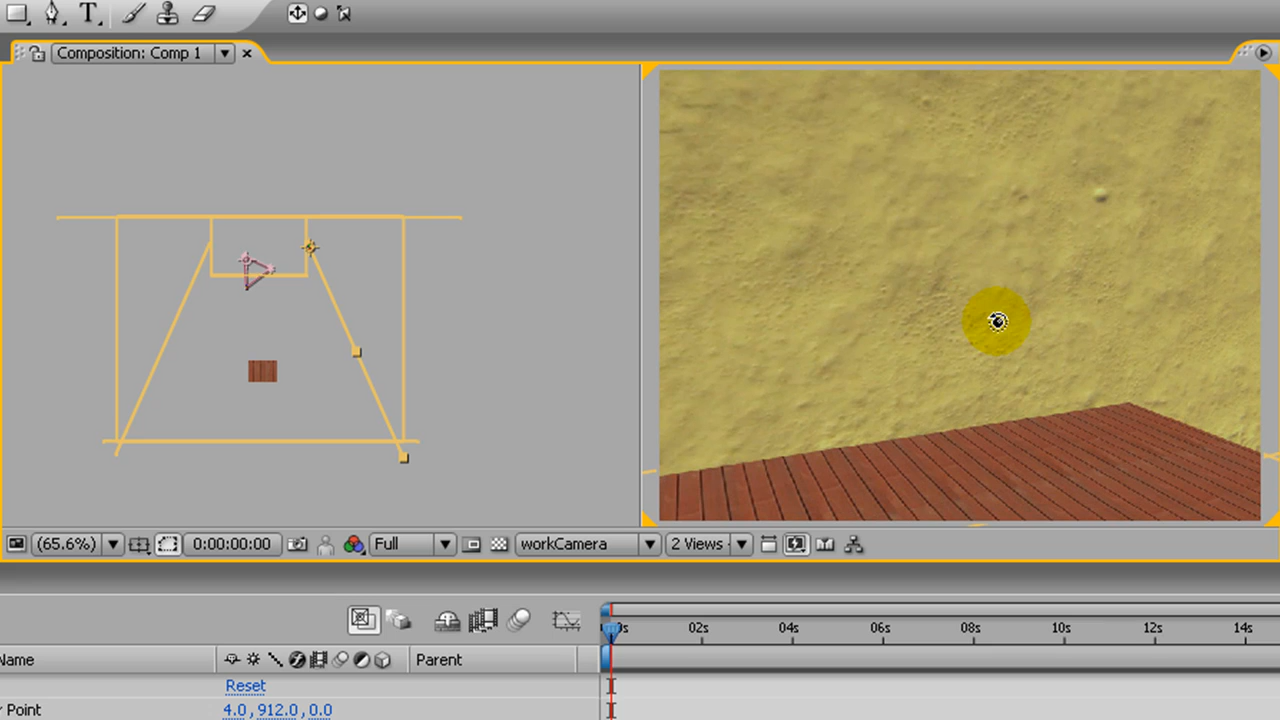 T
Composition: Comp 1
(65.6%) 0:00:00:00 Full workCamera 2 Views
02s 04s 06s 08s 10s 12s 14s
Name Parent
Reset
Point 4.0, 912.0, 0.0